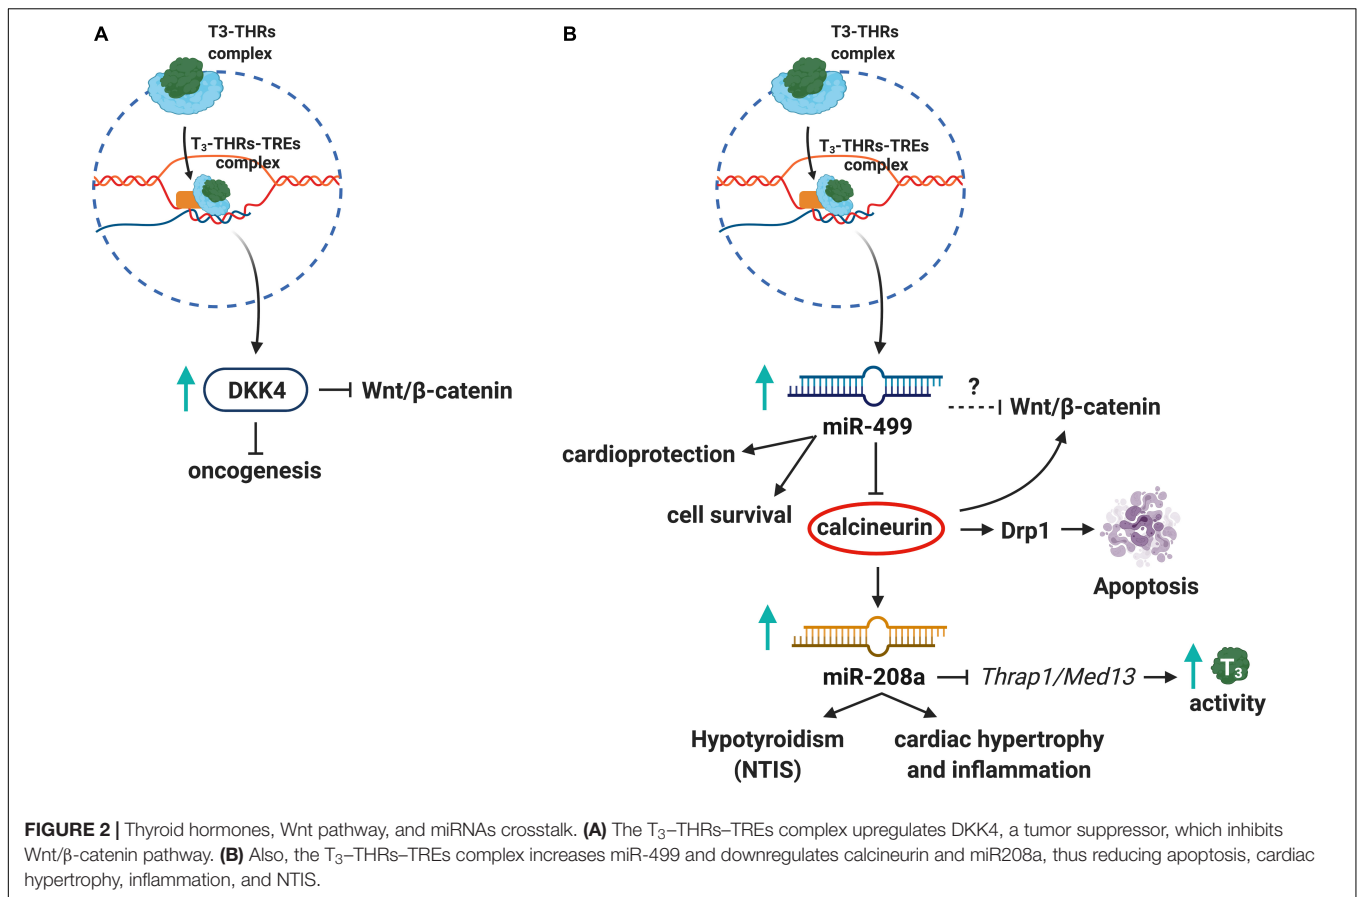 A
T3-THRs
complex
T₃-THRs-TREs
complex
DKK4
Wnt/β-catenin
oncogenesis
B
T3-THRs
complex
T₃-THRs-TREs
complex
?
Wnt/β-catenin
miR-499
cardioprotection
cell survival
calcineurin
Drp1
Apoptosis
miR-208a
Thrap1/Med13
T₃
activity
Hypotyroidism
(NTIS)
cardiac hypertrophy
and inflammation
FIGURE 2 | Thyroid hormones, Wnt pathway, and miRNAs crosstalk. (A) The T₃–THRs–TREs complex upregulates DKK4, a tumor suppressor, which inhibits
Wnt/β-catenin pathway. (B) Also, the T₃–THRs–TREs complex increases miR-499 and downregulates calcineurin and miR208a, thus reducing apoptosis, cardiac
hypertrophy, inflammation, and NTIS.